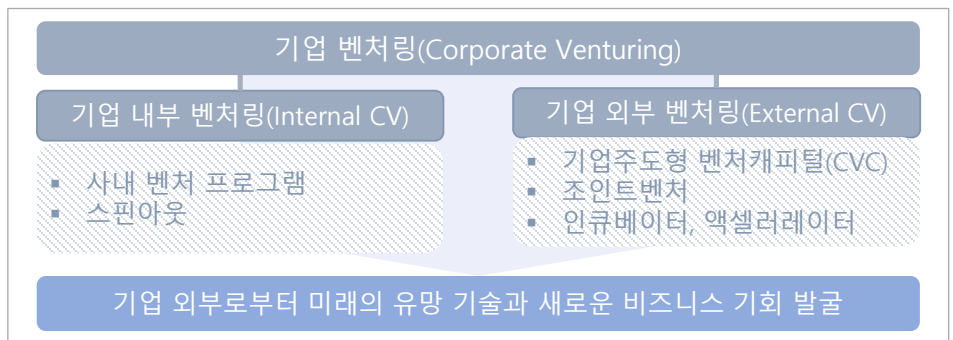 기업 벤처링(Corporate Venturing)
기업 내부 벤처링(Internal CV)
▪ 사내 벤처 프로그램
▪ 스핀아웃
기업 외부 벤처링(External CV)
▪ 기업주도형 벤처캐피털(CVC)
▪ 조인트벤처
▪ 인큐베이터, 액셀러레이터
기업 외부로부터 미래의 유망 기술과 새로운 비즈니스 기회 발굴